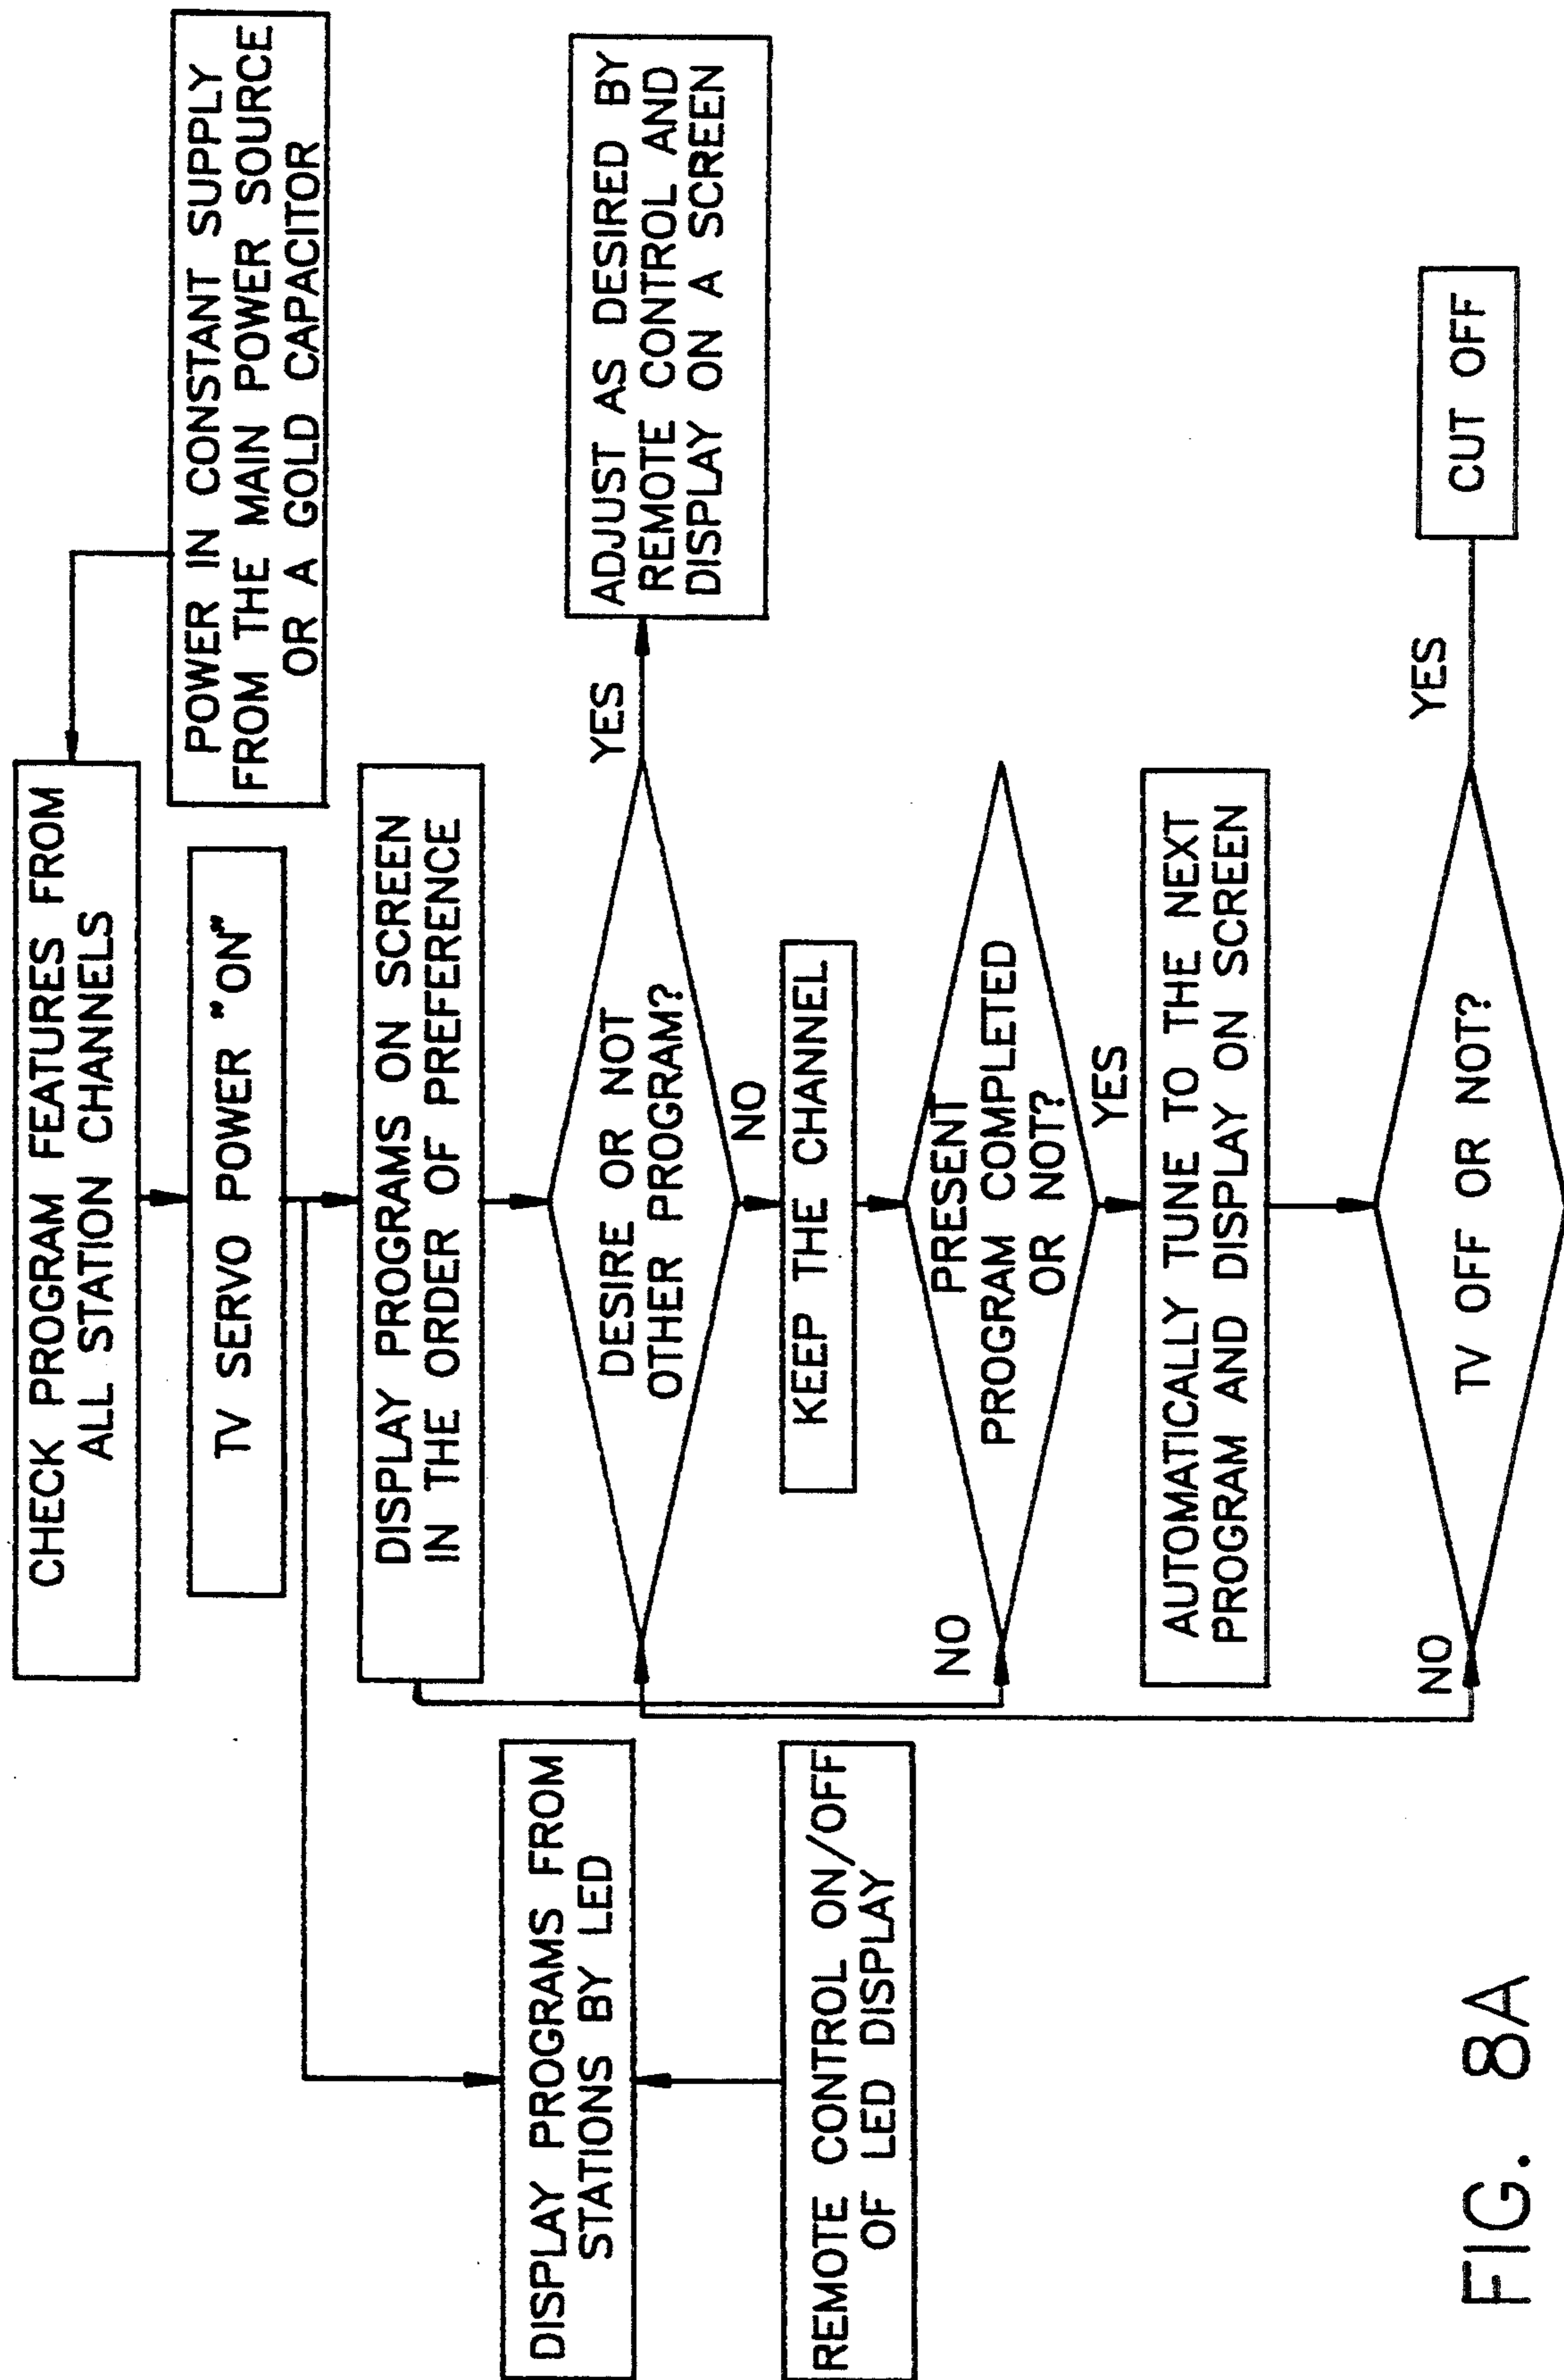 CHECK PROGRAM FEATURES FROM
ALL STATION CHANNELS
POWER IN CONSTANT SUPPLY
FROM THE MAIN POWER SOURCE
OR A GOLD CAPACITOR
TV SERVO POWER "ON"
DISPLAY PROGRAMS ON SCREEN
IN THE ORDER OF PREFERENCE
DISPLAY PROGRAMS FROM
STATIONS BY LED
REMOTE CONTROL ON/OFF
OF LED DISPLAY
DESIRE OR NOT
OTHER PROGRAM?
YES
ADJUST AS DESIRED BY
REMOTE CONTROL AND
DISPLAY ON A SCREEN
NO
KEEP THE CHANNEL
PRESENT
PROGRAM COMPLETED
OR NOT?
NO
YES
AUTOMATICALLY TUNE TO THE NEXT
PROGRAM AND DISPLAY ON SCREEN
TV OFF OR NOT?
NO
YES
CUT OFF
FIG. 8A